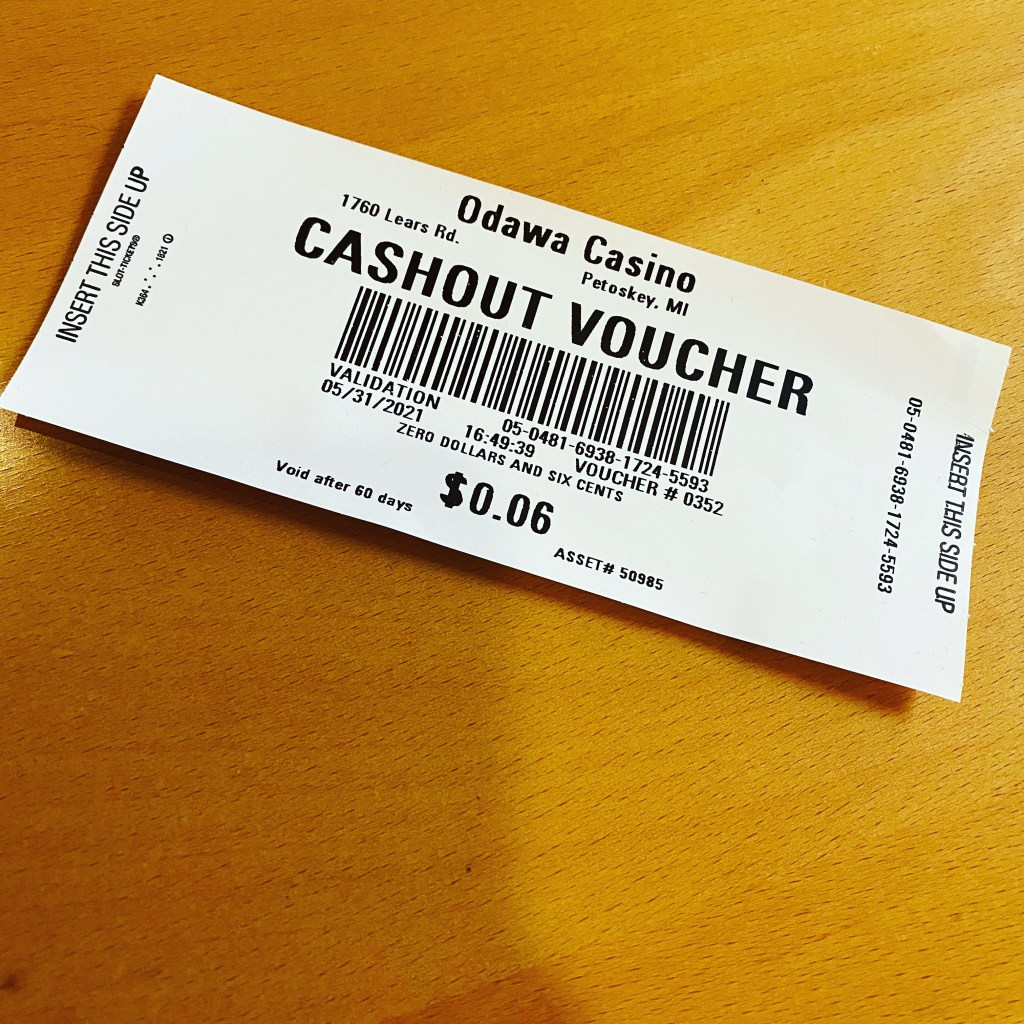 INSERT THIS SIDE UP
SLOT-TICKETS®
Odawa Casino
1760 Lears Rd.
Petoskey, MI
CASHOUT VOUCHER
VALIDATION 05-0481-6938-1724-5593
05/31/2021 16:49:39 VOUCHER # 0352
ZERO DOLLARS AND SIX CENTS
Void after 60 days $0.06 ASSET# 50985
05-0481-6938-1724-5593
INSERT THIS SIDE UP